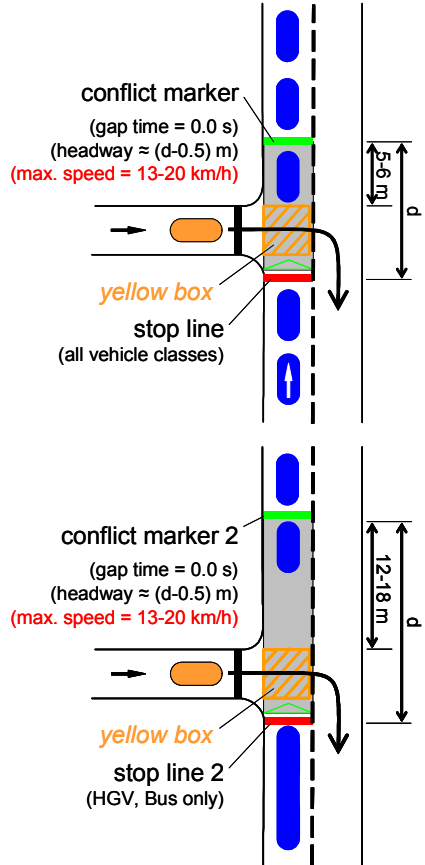 conflict marker
(gap time = 0.0 s)
(headway ≈ (d-0.5) m)
(max. speed = 13-20 km/h)
5-6 m
d
yellow box
stop line
(all vehicle classes)
conflict marker 2
(gap time = 0.0 s)
(headway ≈ (d-0.5) m)
(max. speed = 13-20 km/h)
12-18 m
d
yellow box
stop line 2
(HGV, Bus only)